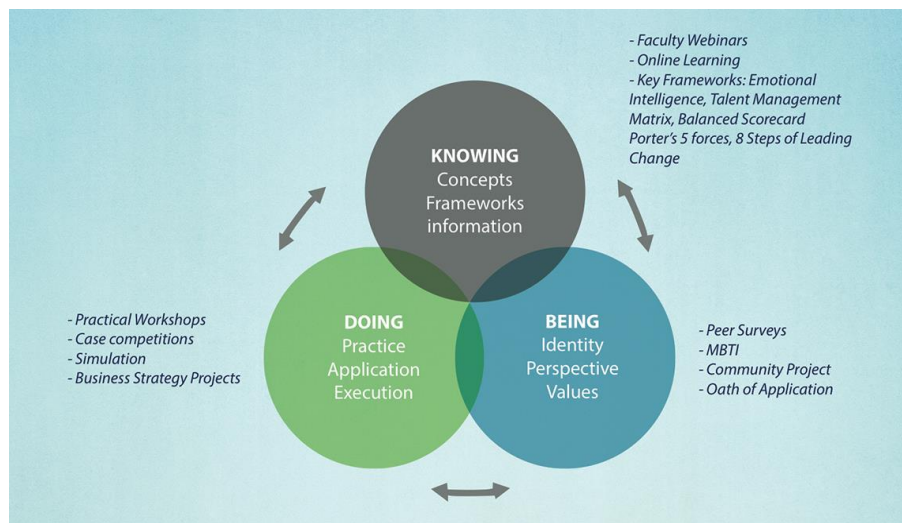 - Faculty Webinars
- Online Learning
- Key Frameworks: Emotional
Intelligence, Talent Management
Matrix, Balanced Scorecard
Porter's 5 forces, 8 Steps of Leading
Change
KNOWING
Concepts
Frameworks
information
- Practical Workshops
- Case competitions
- Simulation
- Business Strategy Projects
DOING
Practice
Application
Execution
BEING
Identity
Perspective
Values
- Peer Surveys
- MBTI
- Community Project
- Oath of Application